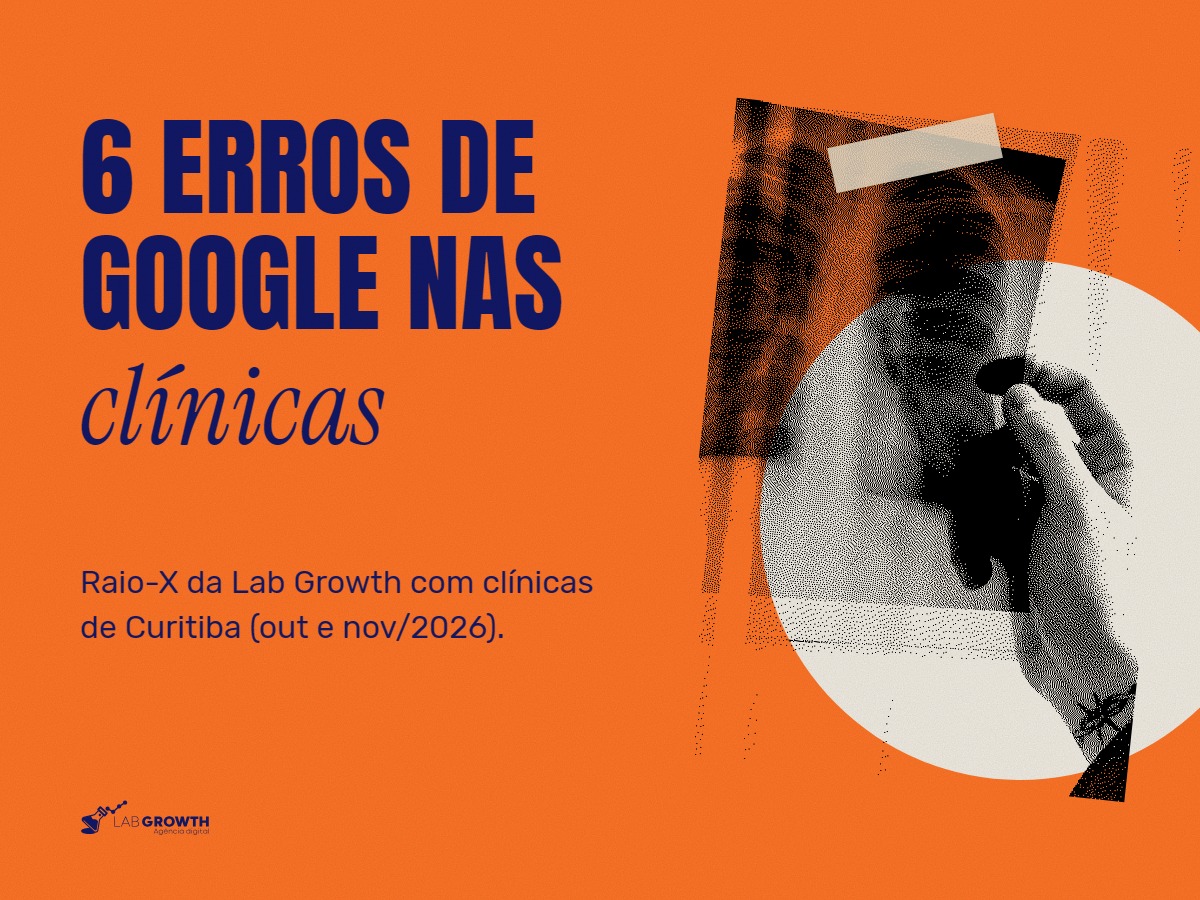 6 ERROS DE
GOOGLE NAS
clínicas
Raio-X da Lab Growth com clínicas
de Curitiba (out e nov/2026).
LAB GROWTH
Agência digital